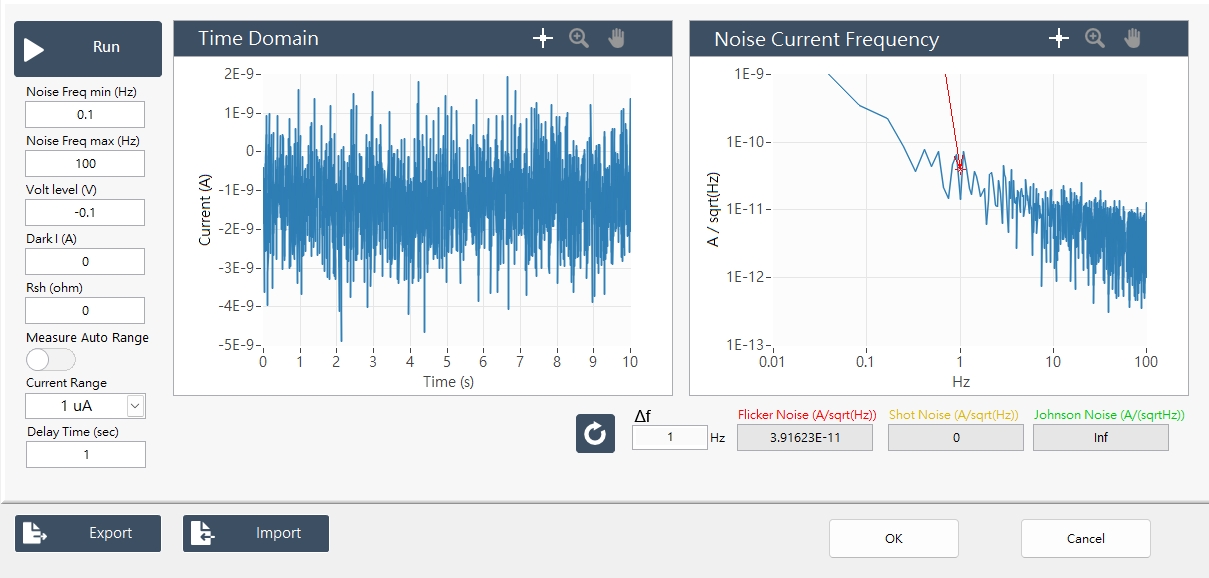 Run
Noise Freq min (Hz)
0.1
Noise Freq max (Hz)
100
Volt level (V)
-0.1
Dark I (A)
0
Rsh (ohm)
0
Measure Auto Range
Current Range
1 uA
Delay Time (sec)
1
Time Domain
2E-9
1E-9
0
-1E-9
-2E-9
-3E-9
-4E-9
-5E-9
Current (A)
0 1 2 3 4 5 6 7 8 9 10
Time (s)
Noise Current Frequency
1E-9
1E-10
1E-11
1E-12
1E-13
A / sqrt(Hz)
0.01 0.1 1 10 100
Hz
Δf
1 Hz
Flicker Noise (A/sqrt(Hz))
3.91623E-11
Shot Noise (A/sqrt(Hz))
0
Johnson Noise (A/(sqrtHz))
Inf
Export
Import
OK
Cancel